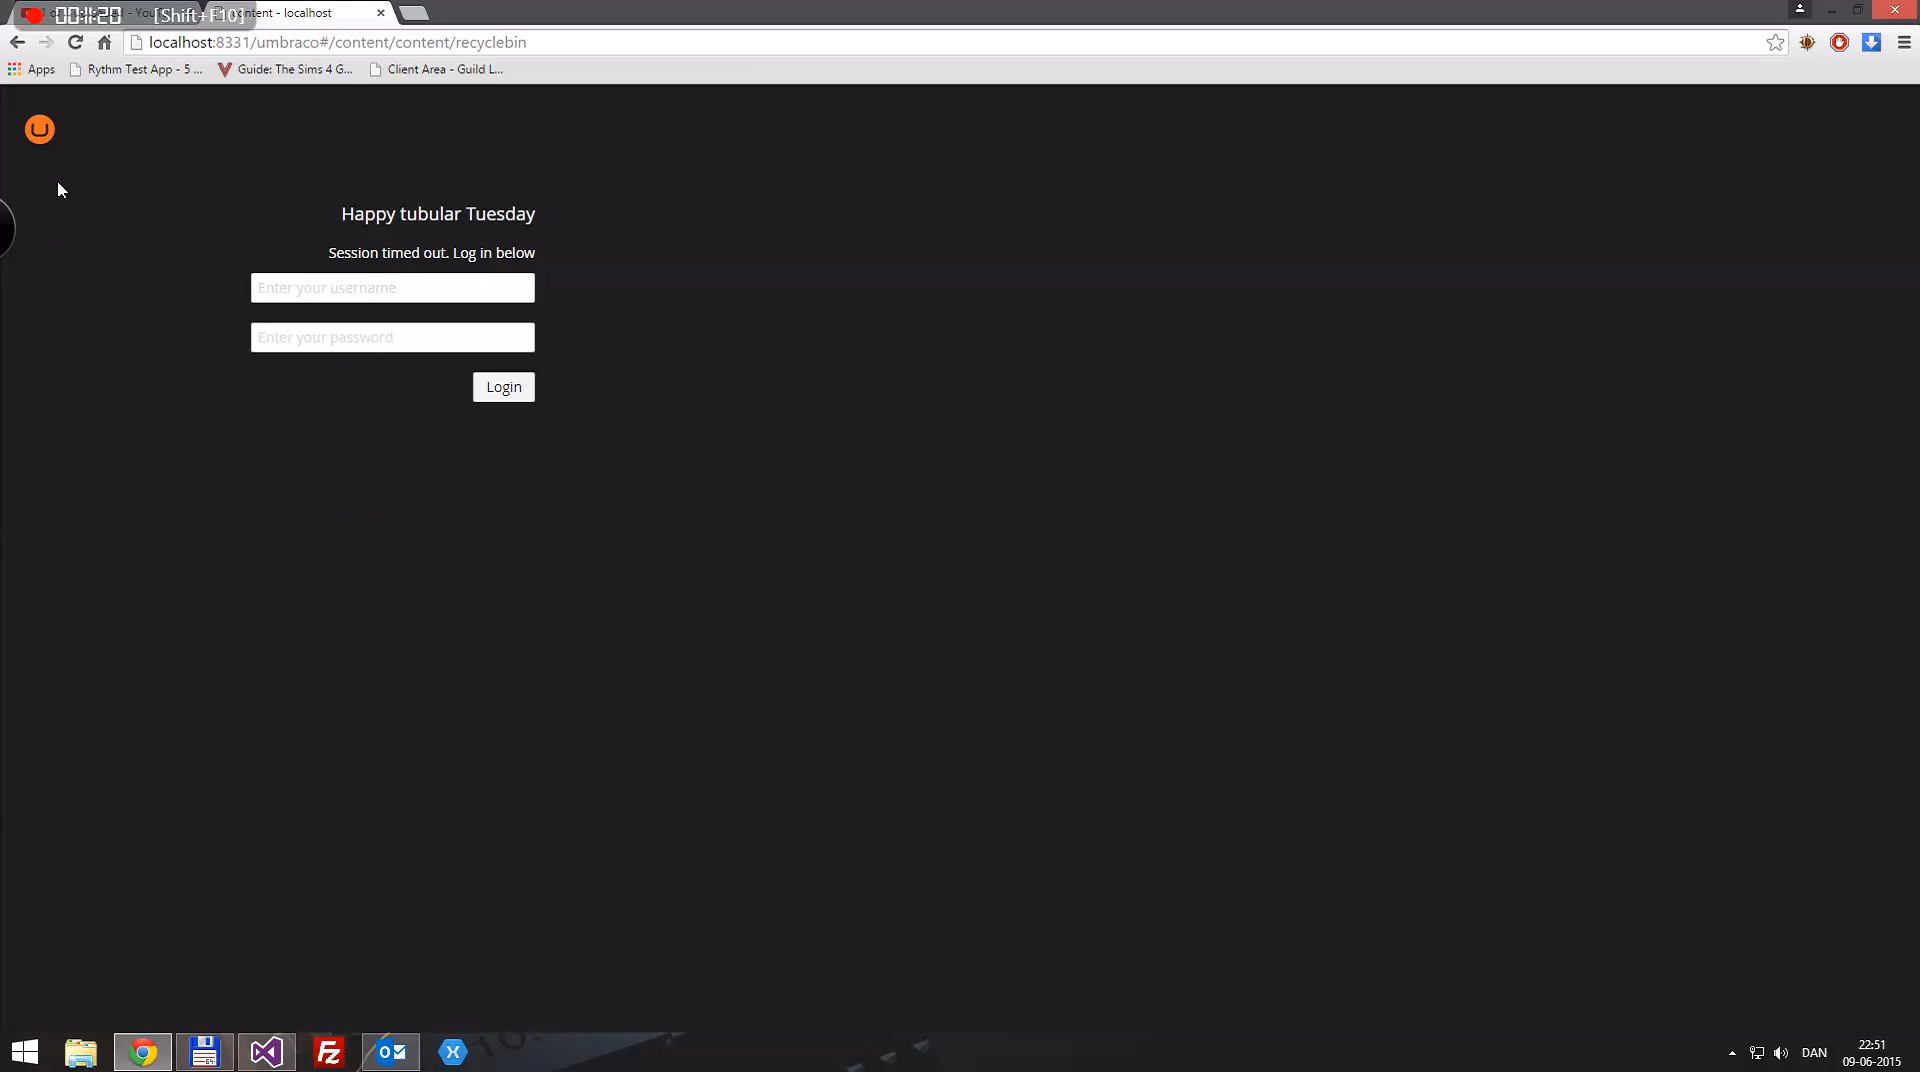 00:11:20 [Shift+F10]
content - localhost
localhost:8331/umbraco#/content/content/recyclebin
Apps
Rythm Test App - 5 ...
Guide: The Sims 4 G...
Client Area - Guild L...
Happy tubular Tuesday
Session timed out. Log in below
Enter your username
Enter your password
Login
DAN
22:51
09-06-2015